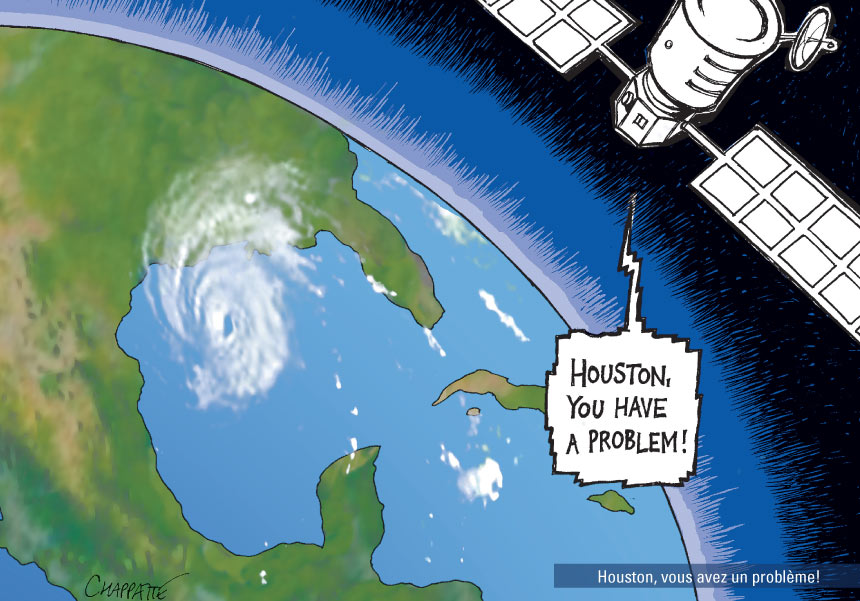 HOUSTON,
YOU HAVE
A PROBLEM!
CHAPPATTE
Houston, vous avez un problème!